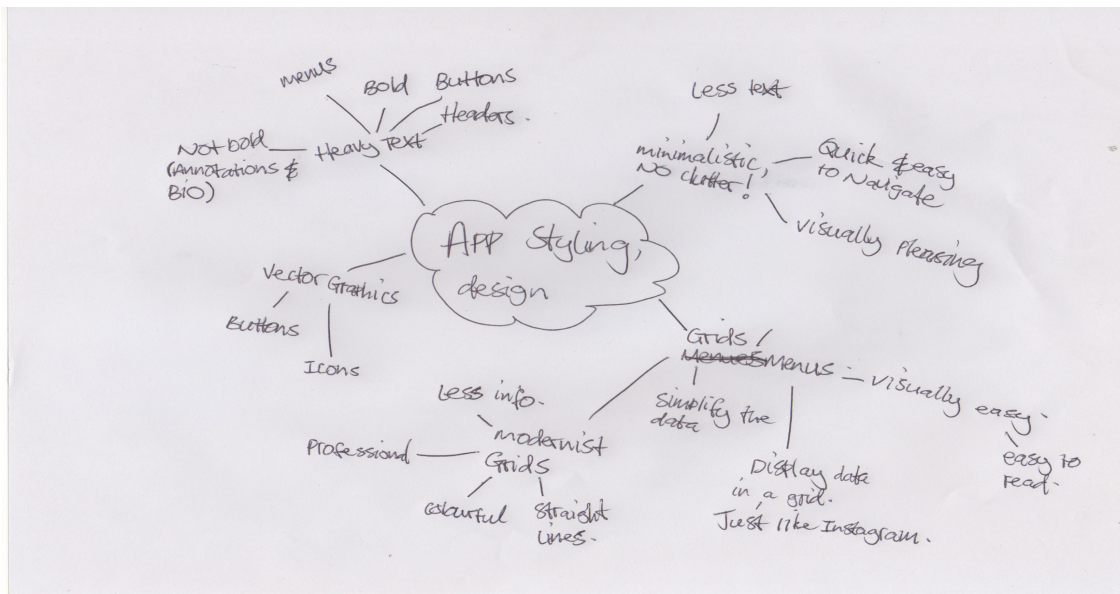 APP Styling,
design
Heavy Text
menus
Bold
Buttons
Headers.
Not bold
(Annotations &
BiO)
minimalistic,
NO clutter!
Less text
Quick & easy
to Navigate
visually pleasing
Vector Graphics
Buttons
Icons
Grids /
Menues Menus
simplify the
data
Display data
in a grid.
Just like Instagram.
visually easy.
easy to
read.
modernist
Grids
Less info.
Professional
colourful
straight
lines.